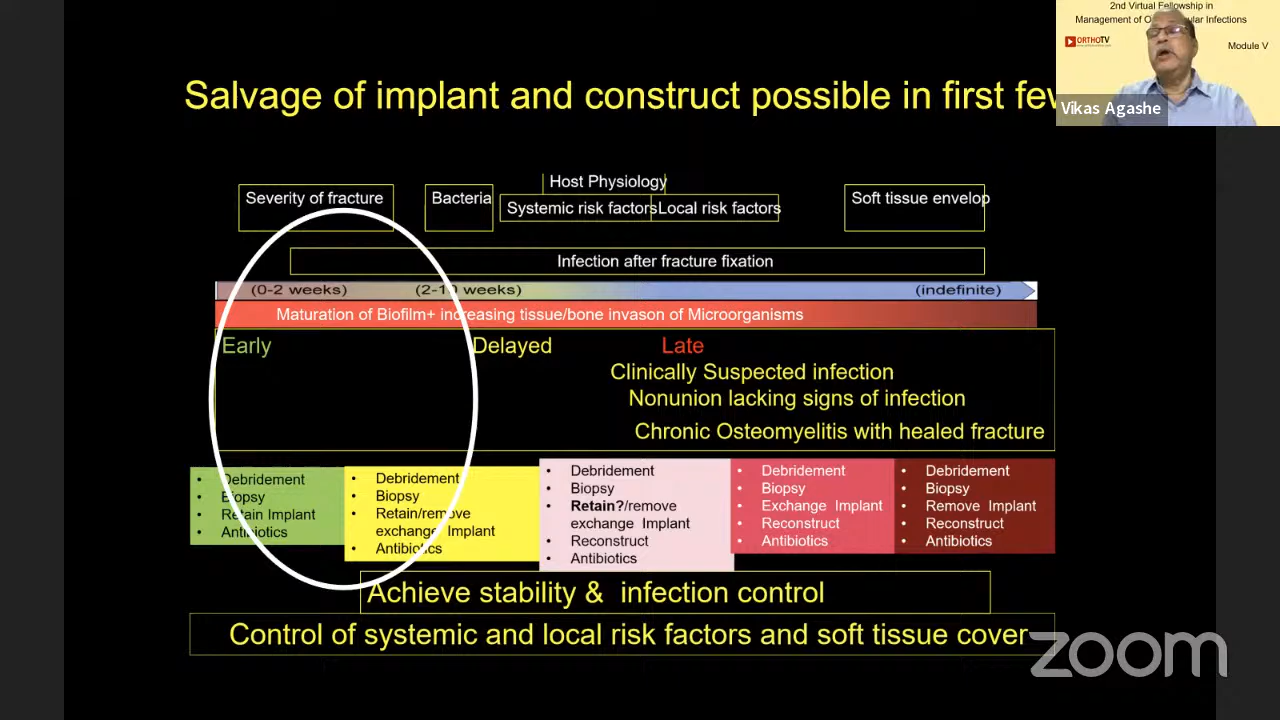 2nd Virtual Fellowship in
Management of Infections
ORTHOTV
Module V
Vikas Agashe
Salvage of implant and construct possible in first
Severity of fracture
Bacteria
Host Physiology
Systemic risk factors
Local risk factors
Soft tissue envelop
Infection after fracture fixation
(0-2 weeks)
(2-10 weeks)
(indefinite)
Maturation of Biofilm+ increasing tissue/bone invason of Microorganisms
Early
Delayed
Late
Clinically Suspected infection
Nonunion lacking signs of infection
Chronic Osteomyelitis with healed fracture
• Debridement
• Biopsy
• Retain Implant
• Antibiotics
• Debridement
• Biopsy
• Retain/remove
exchange Implant
• Antibiotics
• Debridement
• Biopsy
• Retain?/remove
exchange Implant
• Reconstruct
• Antibiotics
• Debridement
• Biopsy
• Exchange Implant
• Reconstruct
• Antibiotics
• Debridement
• Biopsy
• Remove Implant
• Reconstruct
• Antibiotics
Achieve stability & infection control
Control of systemic and local risk factors and soft tissue cover
zoom